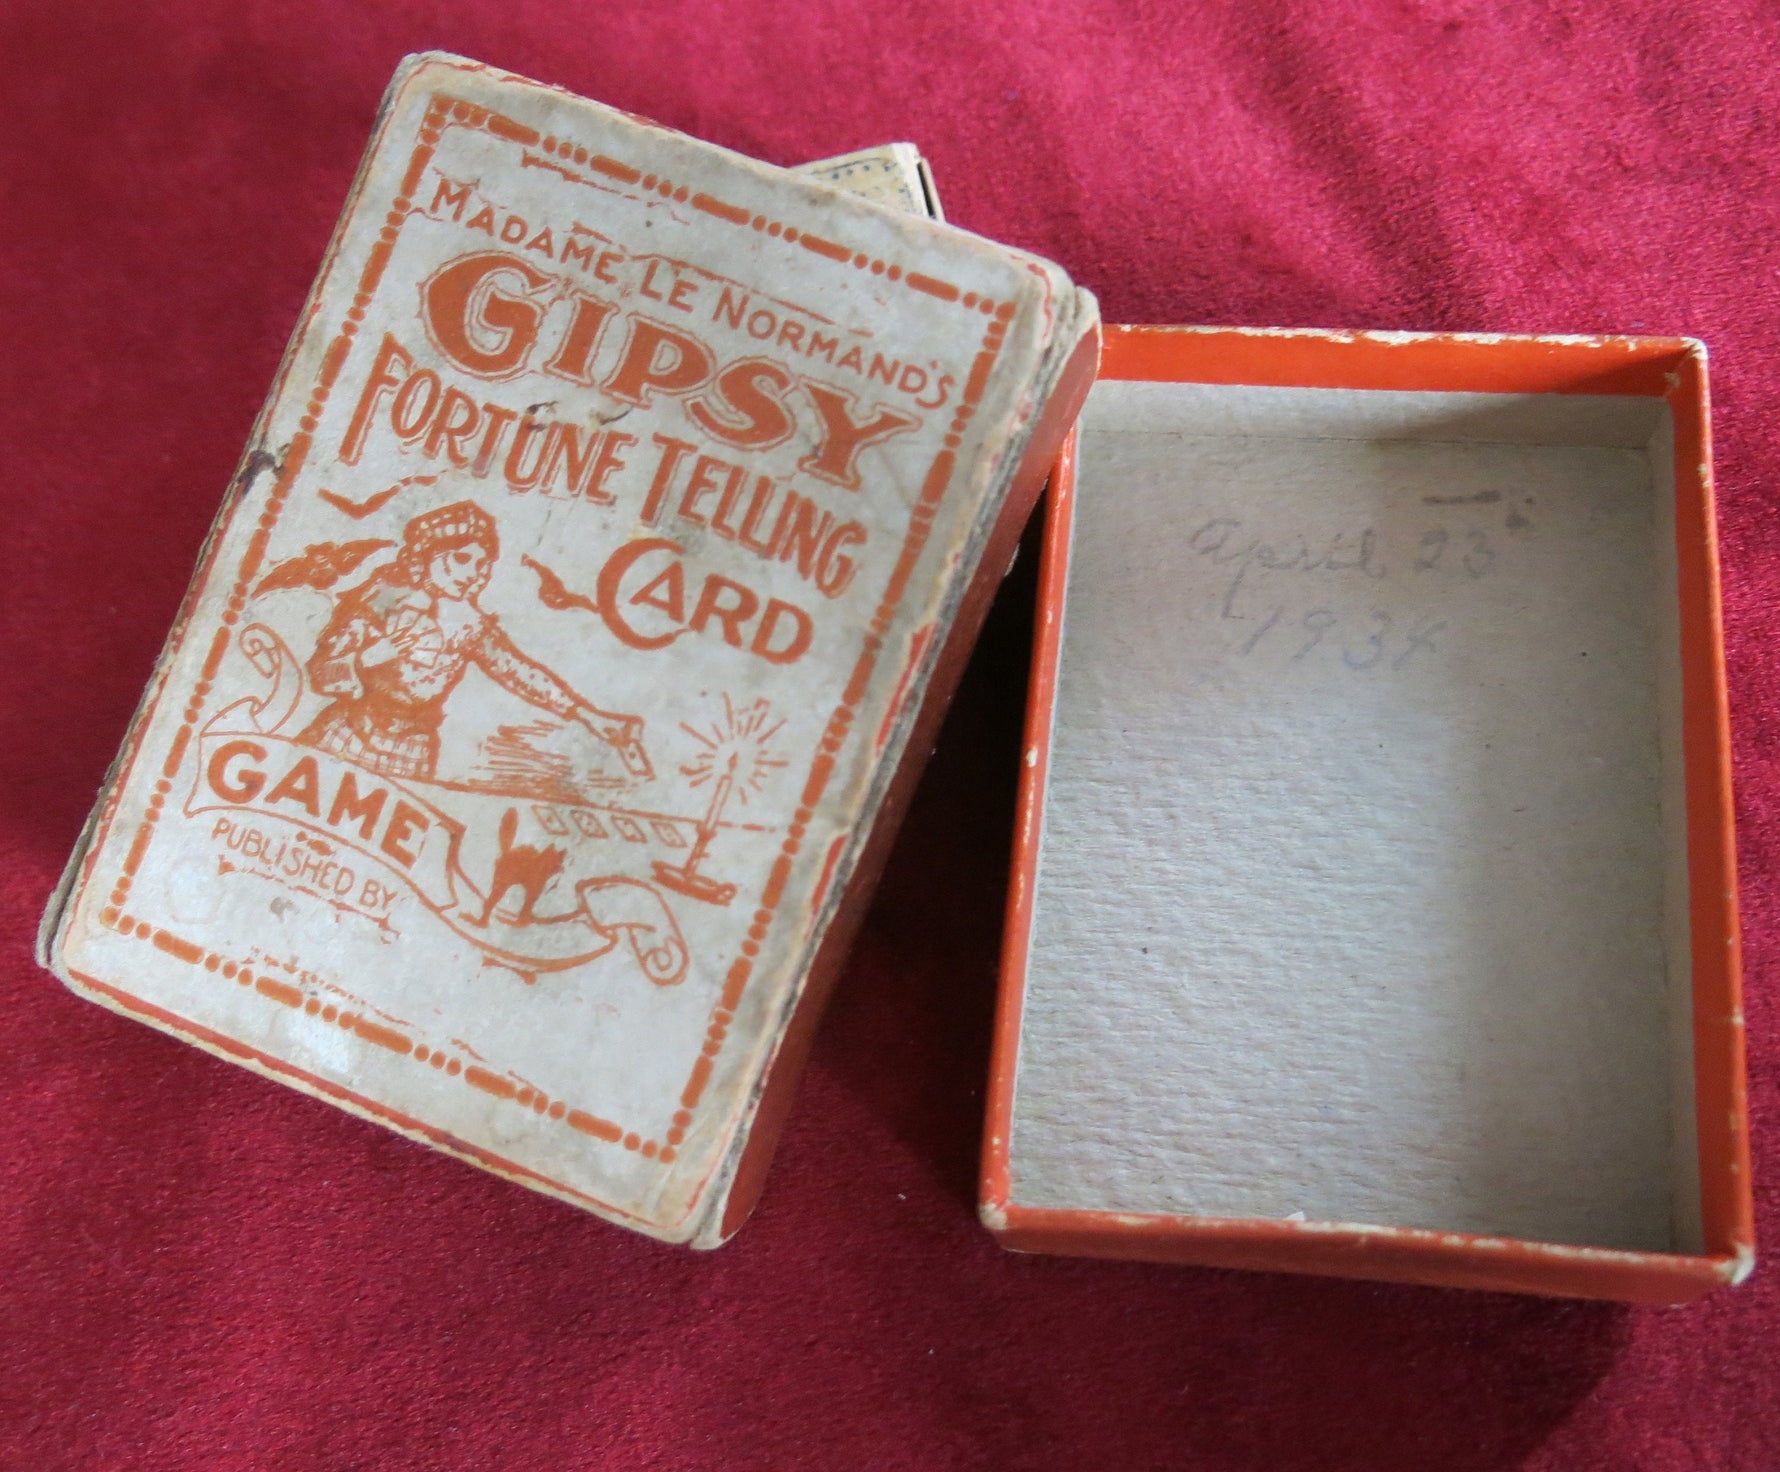 MADAME LE NORMAND'S
GIPSY
FORTUNE TELLING
CARD
GAME
PUBLISHED BY
April 23
1934